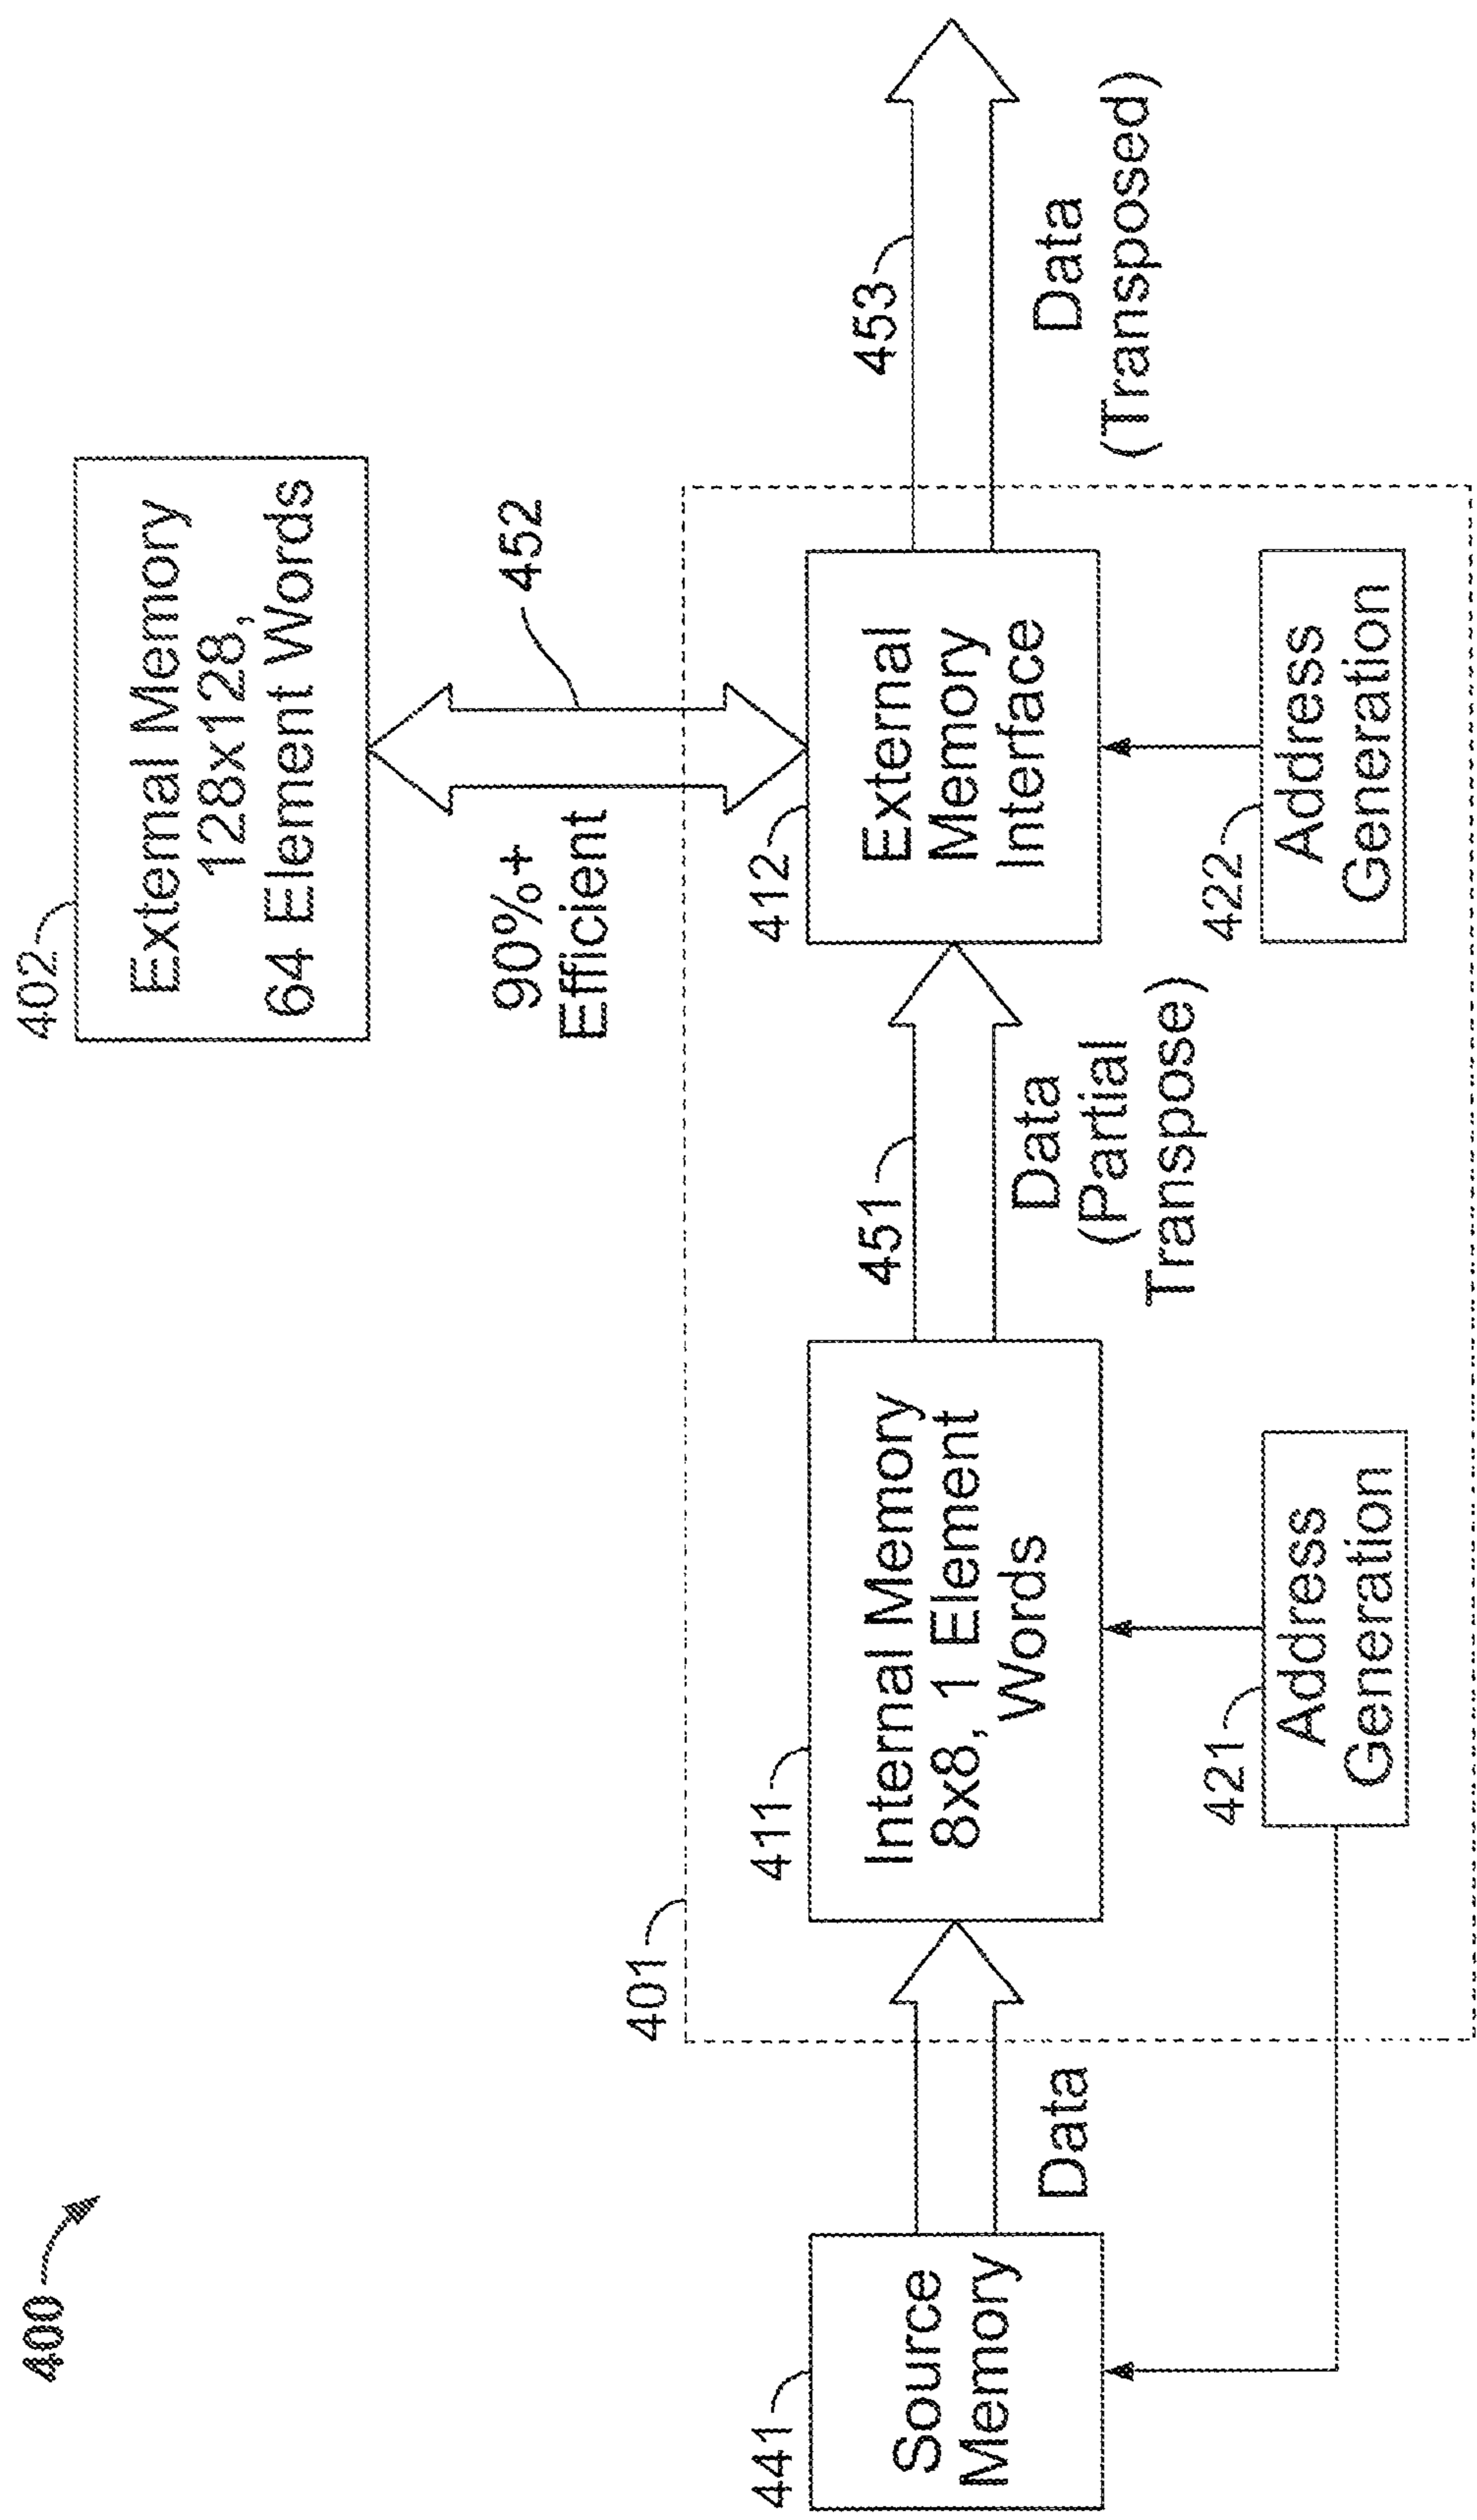 400
402
External Memory
128x128,
64 Element Words
90%+
Efficient
452
401
441
Source
Memory
Data
411
Internal Memory
8x8, 1 Element
Words
451
Data
(Partial
Transpose)
412
External
Memory
Interface
453
Data
(Transposed)
421
Address
Generation
422
Address
Generation